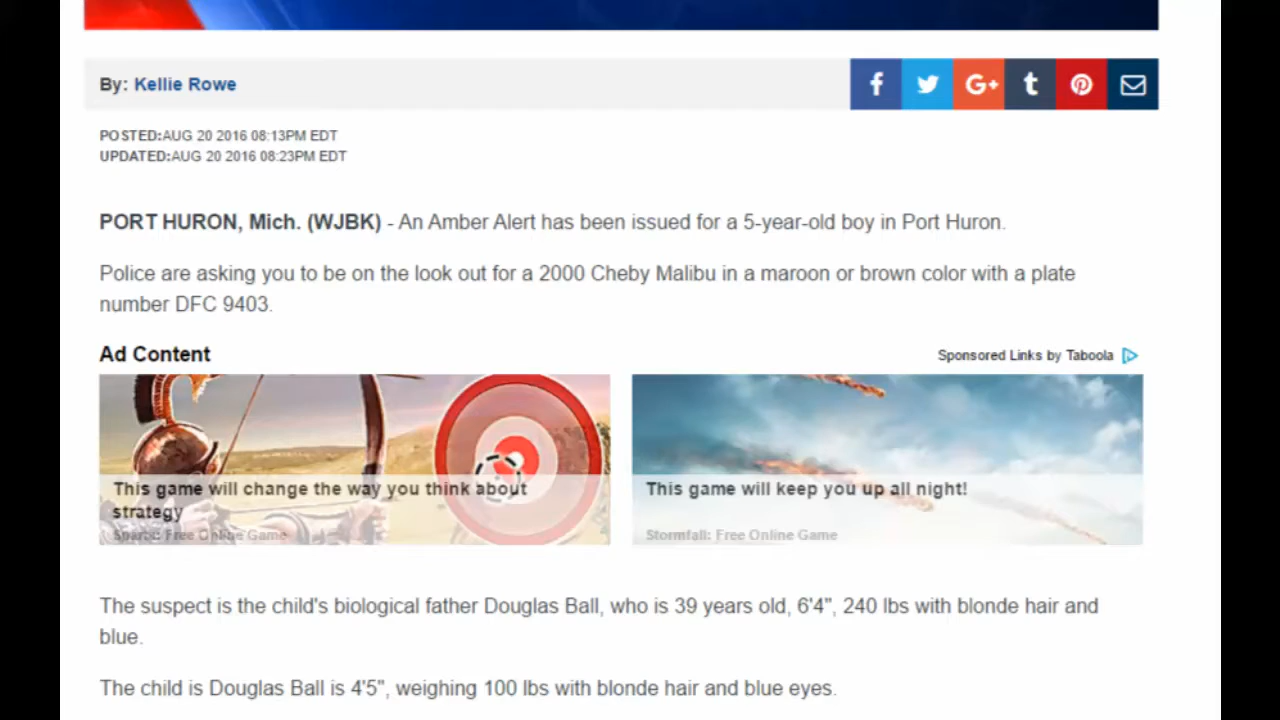 By: Kellie Rowe
f
G+
t
POSTED:AUG 20 2016 08:13PM EDT
UPDATED:AUG 20 2016 08:23PM EDT
PORT HURON, Mich. (WJBK) - An Amber Alert has been issued for a 5-year-old boy in Port Huron.
Police are asking you to be on the look out for a 2000 Cheby Malibu in a maroon or brown color with a plate
number DFC 9403.
Ad Content
Sponsored Links by Taboola
This game will change the way you think about
strategy
Sparta: Free Online Game
This game will keep you up all night!
Stormfall: Free Online Game
The suspect is the child's biological father Douglas Ball, who is 39 years old, 6'4", 240 lbs with blonde hair and
blue.
The child is Douglas Ball is 4'5", weighing 100 lbs with blonde hair and blue eyes.